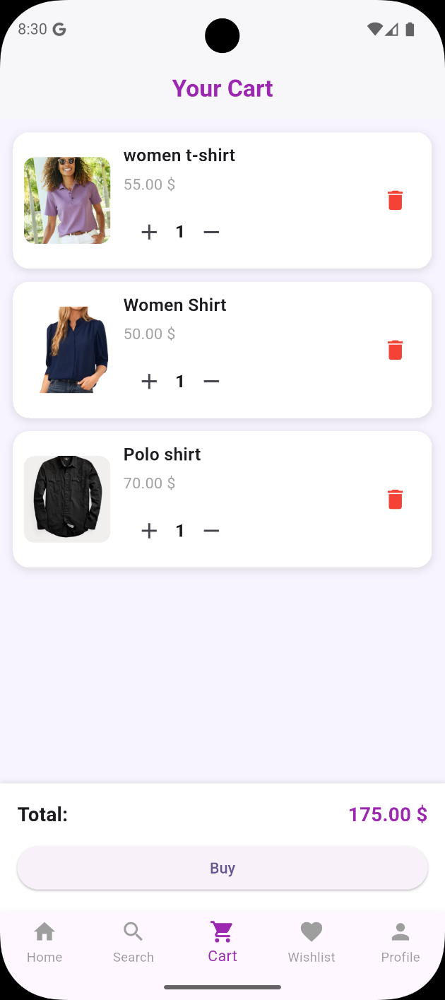 8:30
Your Cart
women t-shirt
55.00 $
+ 1 −
Women Shirt
50.00 $
+ 1 −
Polo shirt
70.00 $
+ 1 −
Total: 175.00 $
Buy
Home Search Cart Wishlist Profile